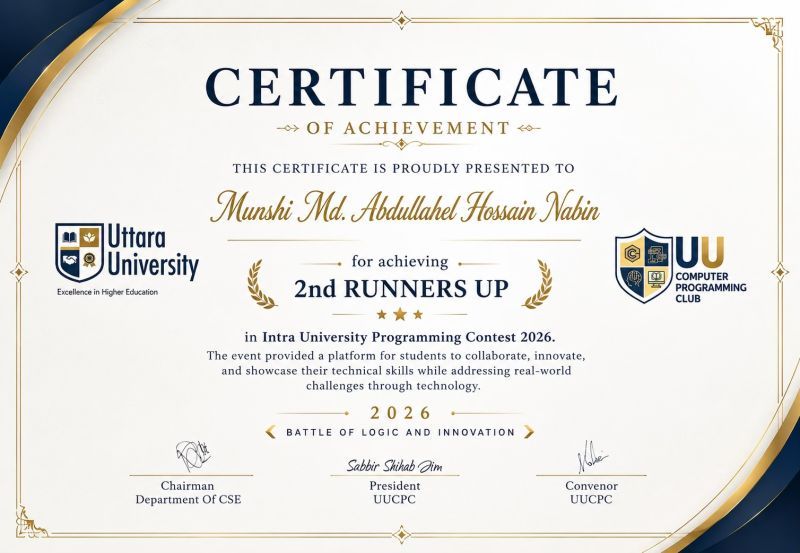 CERTIFICATE
OF ACHIEVEMENT
THIS CERTIFICATE IS PROUDLY PRESENTED TO
Munshi Md. Abdullahel Hossain Nabin
Uttara
University
Excellence in Higher Education
UU
COMPUTER
PROGRAMMING
CLUB
for achieving
2nd RUNNERS UP
in Intra University Programming Contest 2026.
The event provided a platform for students to collaborate, innovate,
and showcase their technical skills while addressing real-world
challenges through technology.
2026
BATTLE OF LOGIC AND INNOVATION
Chairman
Department Of CSE
Sabbir Shihab Jim
President
UUCPC
Convenor
UUCPC